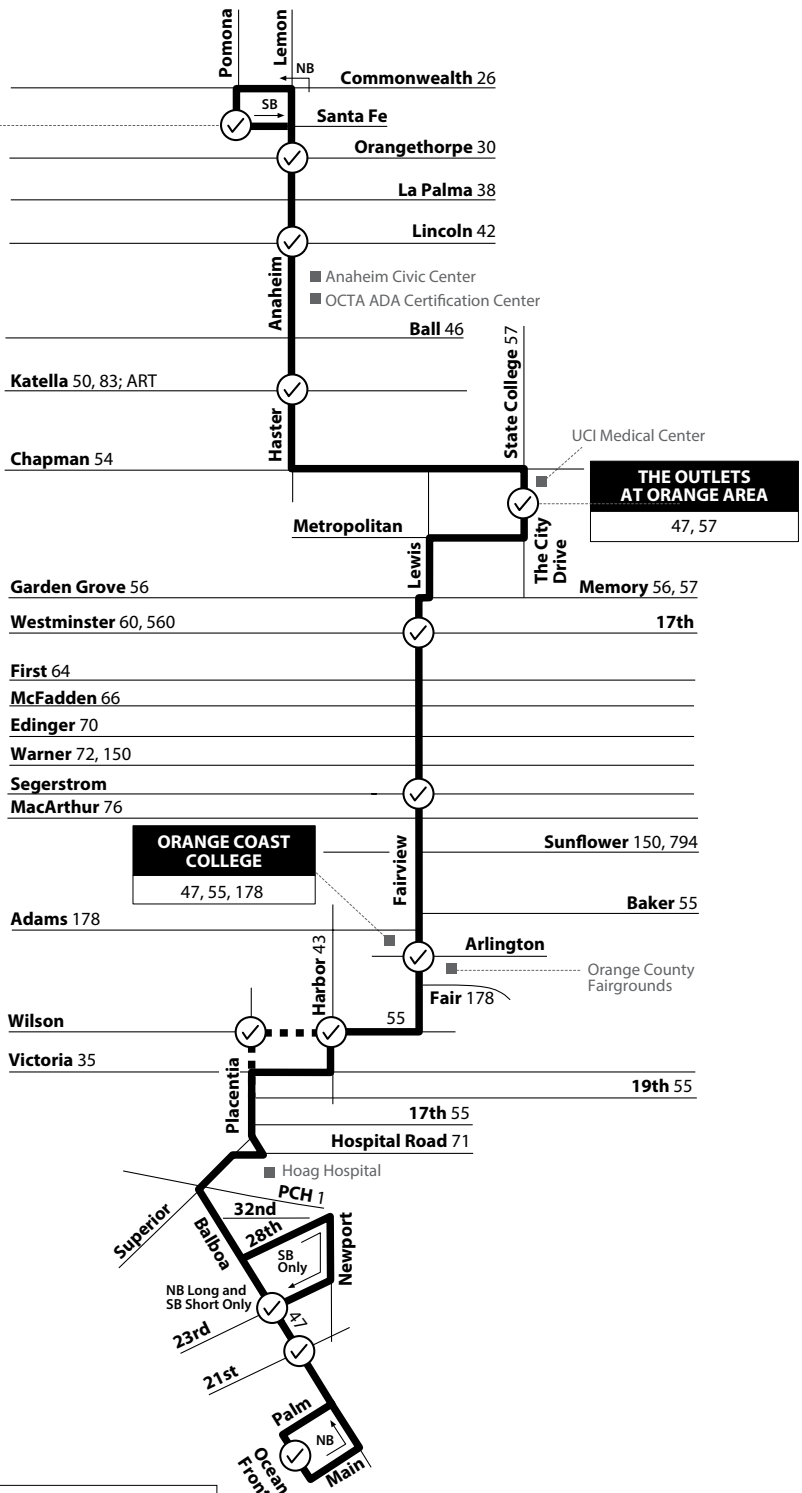 Pomona
Lemon
NB
Commonwealth 26
SB
Santa Fe
Orangethorpe 30
La Palma 38
Lincoln 42
Anaheim
Anaheim Civic Center
OCTA ADA Certification Center
Ball 46
State College 57
Katella 50, 83; ART
Haster
UCI Medical Center
Chapman 54
THE OUTLETS
AT ORANGE AREA
47, 57
Metropolitan
Lewis
The City
Drive
Garden Grove 56
Memory 56, 57
Westminster 60, 560
17th
First 64
McFadden 66
Edinger 70
Warner 72, 150
Segerstrom
MacArthur 76
ORANGE COAST
COLLEGE
47, 55, 178
Fairview
Sunflower 150, 794
Baker 55
Adams 178
Harbor 43
Arlington
Orange County
Fairgrounds
Fair 178
Wilson
55
Victoria 35
Placentia
19th 55
17th 55
Hospital Road 71
Hoag Hospital
PCH 1
Superior
32nd
28th
Balboa
SB
Only
Newport
NB Long and
SB Short Only
47
23rd
21st
Palm
NB
Ocean
Front
Main